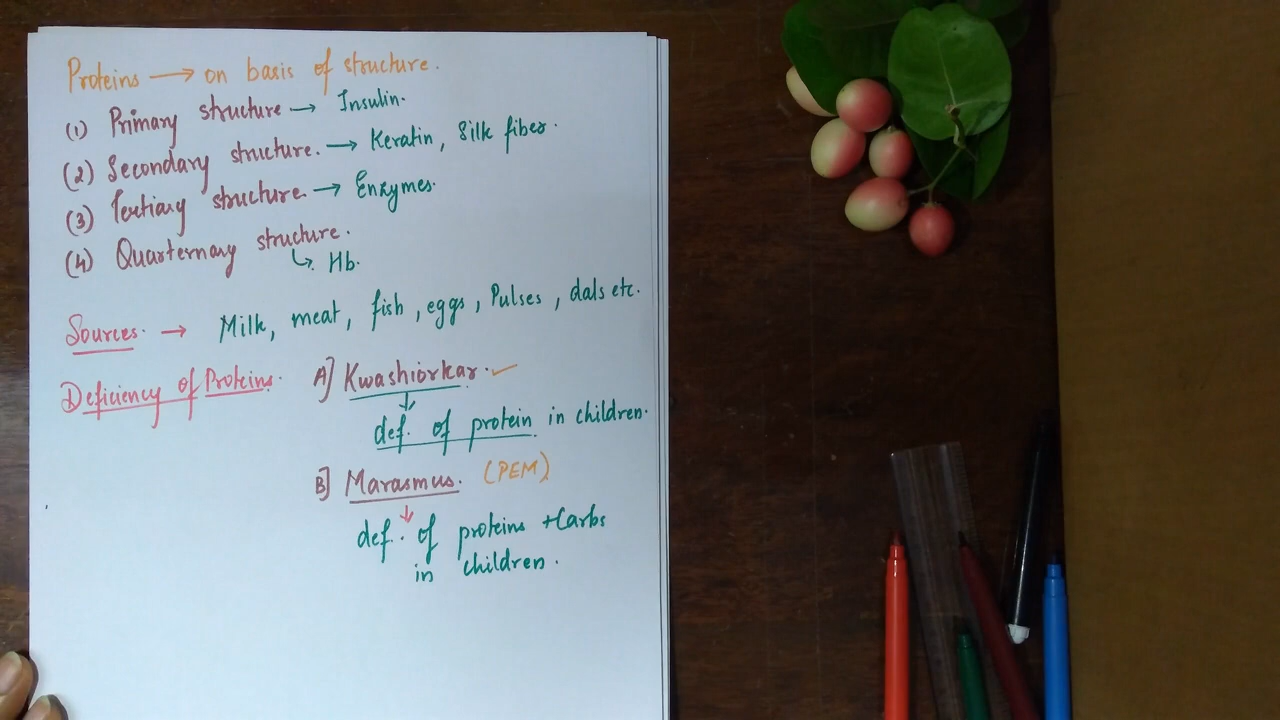 Proteins → on basis of structure.
(1) Primary structure → Insulin.
(2) Secondary structure. → Keratin, Silk fiber.
(3) Tertiary structure → Enzymes.
(4) Quarternary structure.
↳ Hb.
Sources. → Milk, meat, fish, eggs, Pulses, dals etc.
Deficiency of Proteins. A] Kwashiorkar.
↓
def. of protein in children.
B] Marasmus. (PEM)
↓
def. of proteins + Carbs
in children.